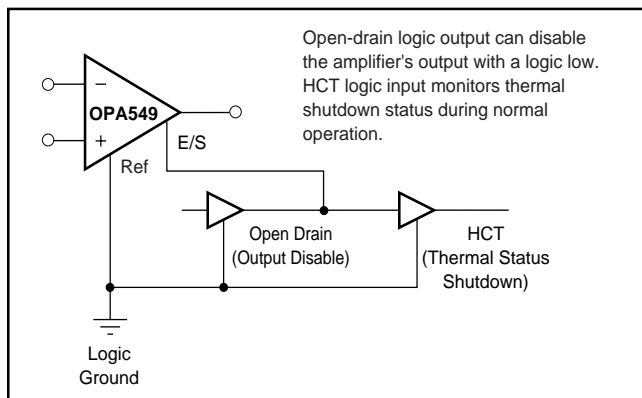 Open-drain logic output can disable
the amplifier's output with a logic low.
HCT logic input monitors thermal
shutdown status during normal
operation.
–
OPA549
+
E/S
Ref
Open Drain
(Output Disable)
HCT
(Thermal Status
Shutdown)
Logic
Ground